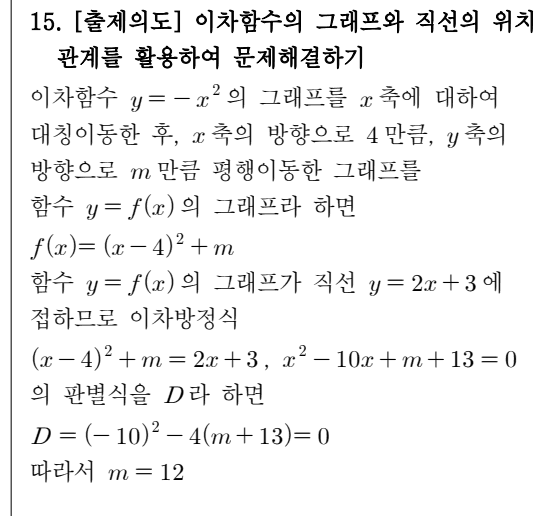 15. [출제의도] 이차함수의 그래프와 직선의 위치
관계를 활용하여 문제해결하기
이차함수 y = − x² 의 그래프를 x 축에 대하여
대칭이동한 후, x 축의 방향으로 4 만큼, y 축의
방향으로 m 만큼 평행이동한 그래프를
함수 y = f(x) 의 그래프라 하면
f(x) = (x − 4)² + m
함수 y = f(x) 의 그래프가 직선 y = 2x + 3 에
접하므로 이차방정식
(x − 4)² + m = 2x + 3 , x² − 10x + m + 13 = 0
의 판별식을 D 라 하면
D = (− 10)² − 4(m + 13) = 0
따라서 m = 12